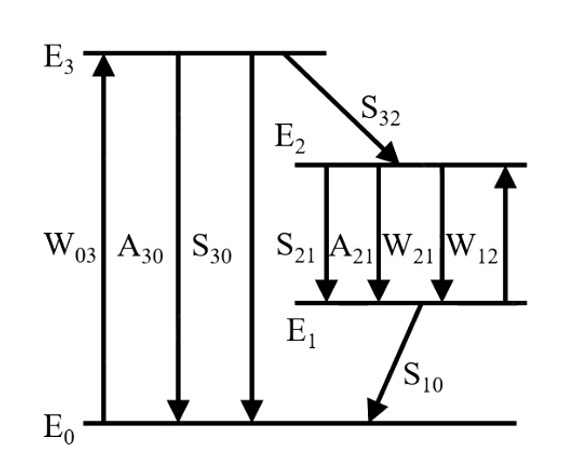 E₃
S₃₂
E₂
W₀₃ A₃₀ S₃₀ S₂₁ A₂₁ W₂₁ W₁₂
E₁
S₁₀
E₀